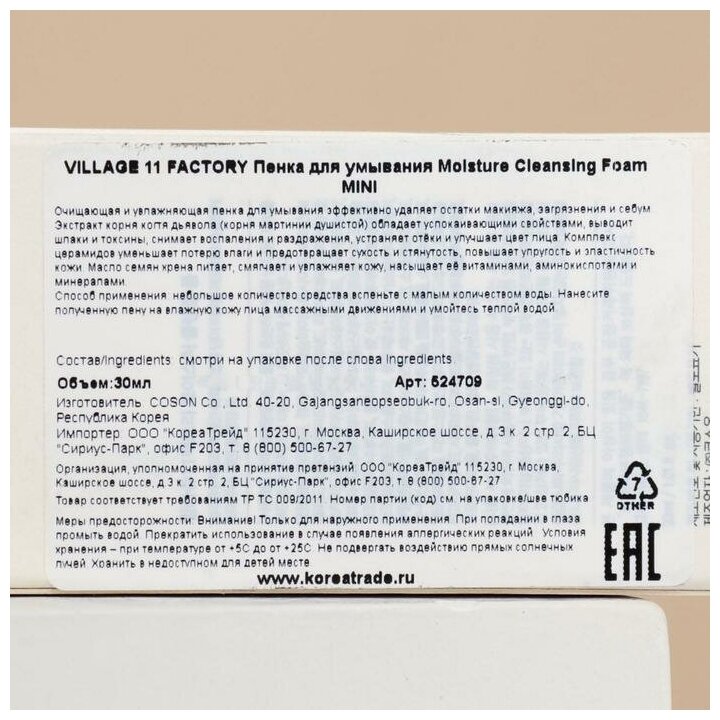 VILLAGE 11 FACTORY Пенка для умывания Moisture Cleansing Foam
MINI
Очищающая и увлажняющая пенка для умывания эффективно удаляет остатки макияжа, загрязнения и себум
Экстракт корня когтя дьявола (корня мартинии душистой) обладает успокаивающими свойствами, выводит
шлаки и токсины, снимает воспаления и раздражения, устраняет отёки и улучшает цвет лица. Комплекс
церамидов уменьшает потерю влаги и предотвращает сухость и стянутость, повышает упругость и эластичность
кожи. Масло семян хрена питает, смягчает и увлажняет кожу, насыщает её витаминами, аминокислотами и
минералами.
Способ применения небольшое количество средства вспеньте с малым количеством воды. Нанесите
полученную пену на влажную кожу лица массажными движениями и умойтесь теплой водой.
Состав/Ingredients смотри на упаковке после слова Ingredients.
Объем:30мл Арт: 524709
Изготовитель COSON Co., Ltd. 40-20, Gajangsaneopseobuk-ro, Osan-si, Gyeonggi-do,
Республика Корея
Импортер ООО "КореаТрейд" 115230, г. Москва, Каширское шоссе, д 3 к. 2 стр. 2, БЦ
"Сириус-Парк", офис F203, т. 8 (800) 500-67-27
Организация, уполномоченная на принятие претензий: ООО "КореаТрейд" 115230, г. Москва,
Каширское шоссе, д 3 к. 2 стр. 2, БЦ "Сириус-Парк", офис F203, т. 8 (800) 500-67-27
Товар соответствует требованиям ТР ТС 009/2011. Номер партии (код) см. на упаковке/шве тюбика
Меры предосторожности: Внимание! Только для наружного применения. При попадании в глаза
промыть водой. Прекратить использование в случае появления аллергических реакций. Условия
хранения – при температуре от +5С до от +25С. Не подвергать воздействию прямых солнечных
лучей. Хранить в недоступном для детей месте
www.koreatrade.ru
7
OTHER
EAC